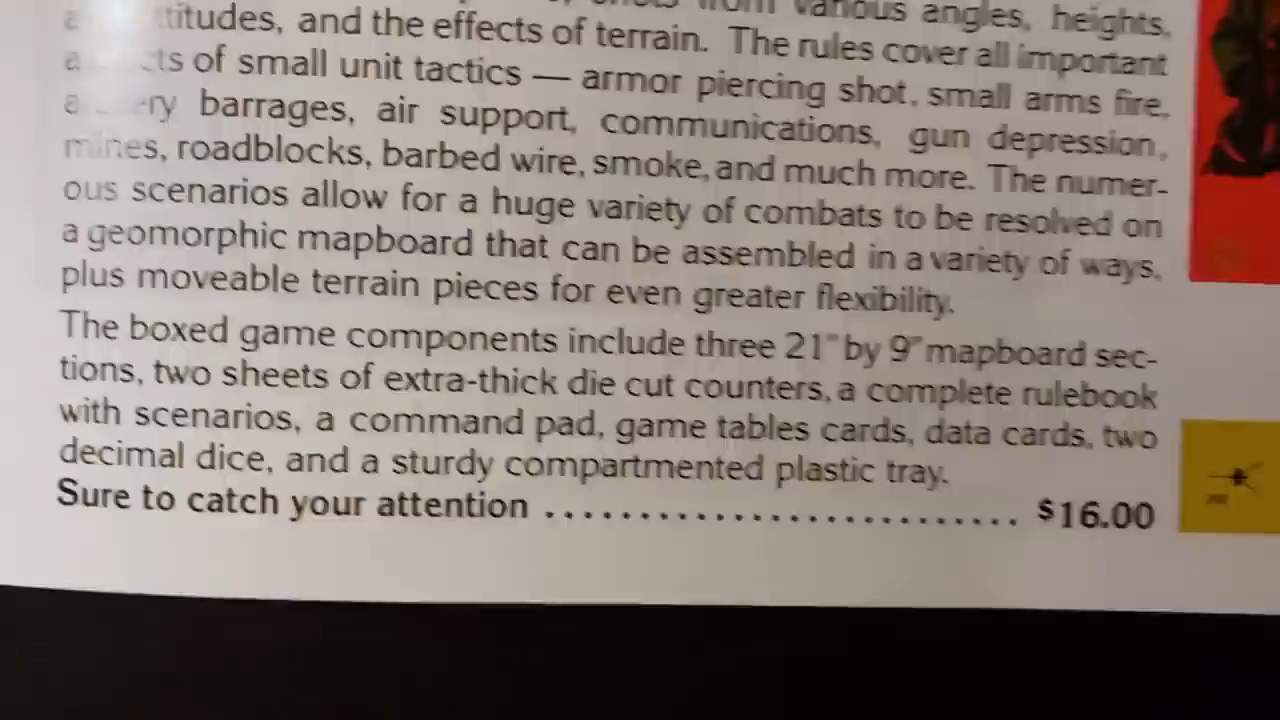 from various angles, heights,
and the effects of terrain. The rules cover all important
of small unit tactics — armor piercing shot, small arms fire,
barrages, air support, communications, gun depression,
mines, roadblocks, barbed wire, smoke, and much more. The numer-
ous scenarios allow for a huge variety of combats to be resolved on
a geomorphic mapboard that can be assembled in a variety of ways,
plus moveable terrain pieces for even greater flexibility.
The boxed game components include three 21" by 9" mapboard sec-
tions, two sheets of extra-thick die cut counters, a complete rulebook
with scenarios, a command pad, game tables cards, data cards, two
decimal dice, and a sturdy compartmented plastic tray.
Sure to catch your attention .......................... $16.00